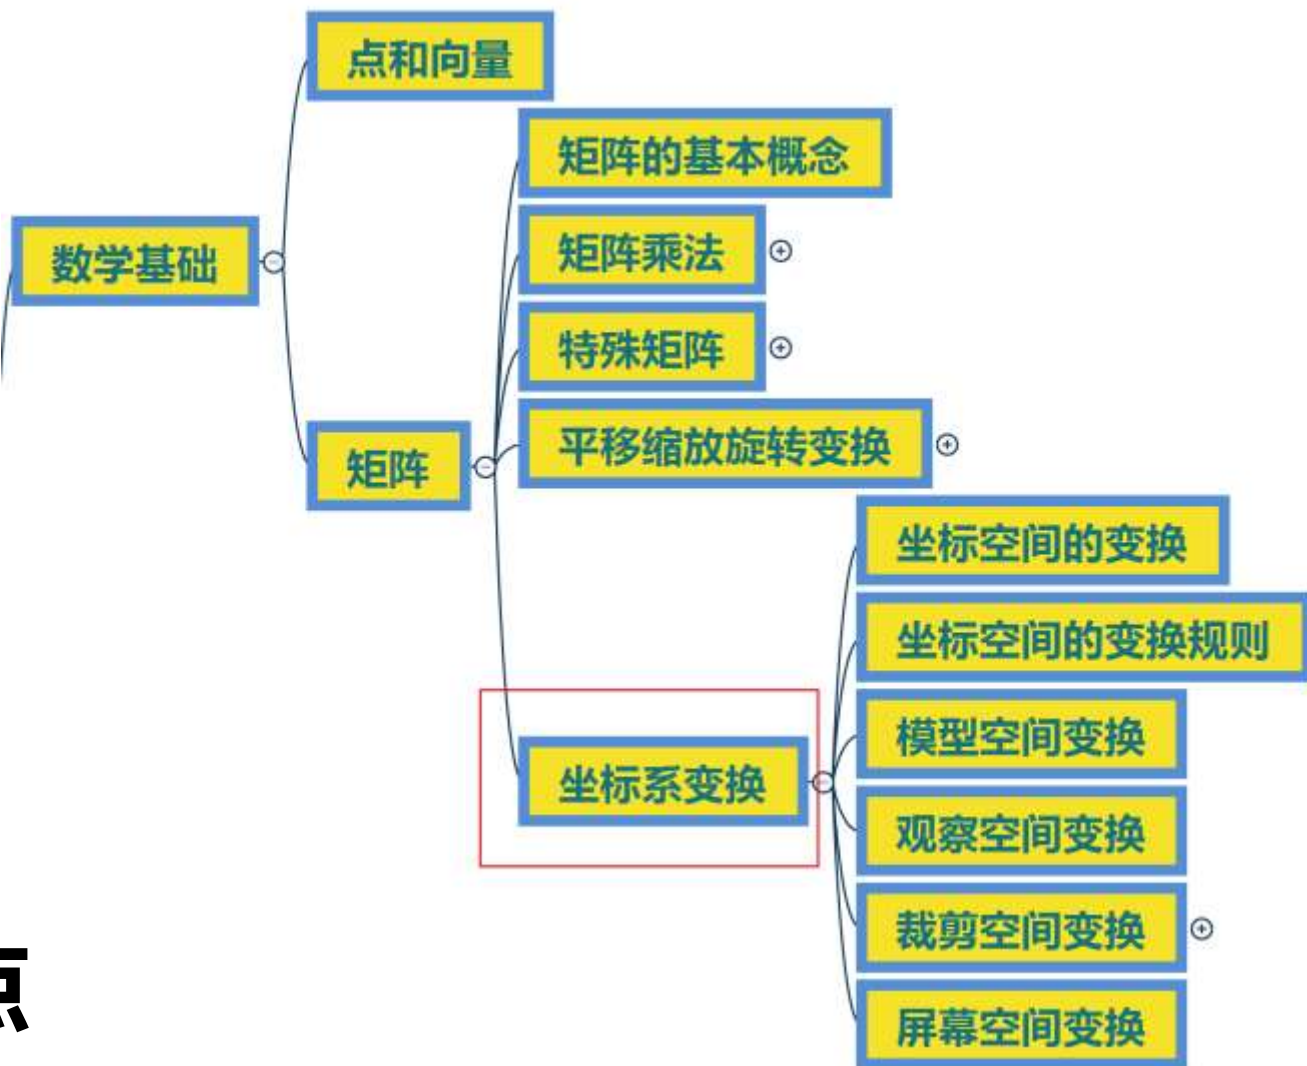 点和向量
矩阵的基本概念
矩阵乘法
数学基础
特殊矩阵
平移缩放旋转变换
矩阵
坐标空间的变换
坐标空间的变换规则
模型空间变换
坐标系变换
观察空间变换
裁剪空间变换
屏幕空间变换